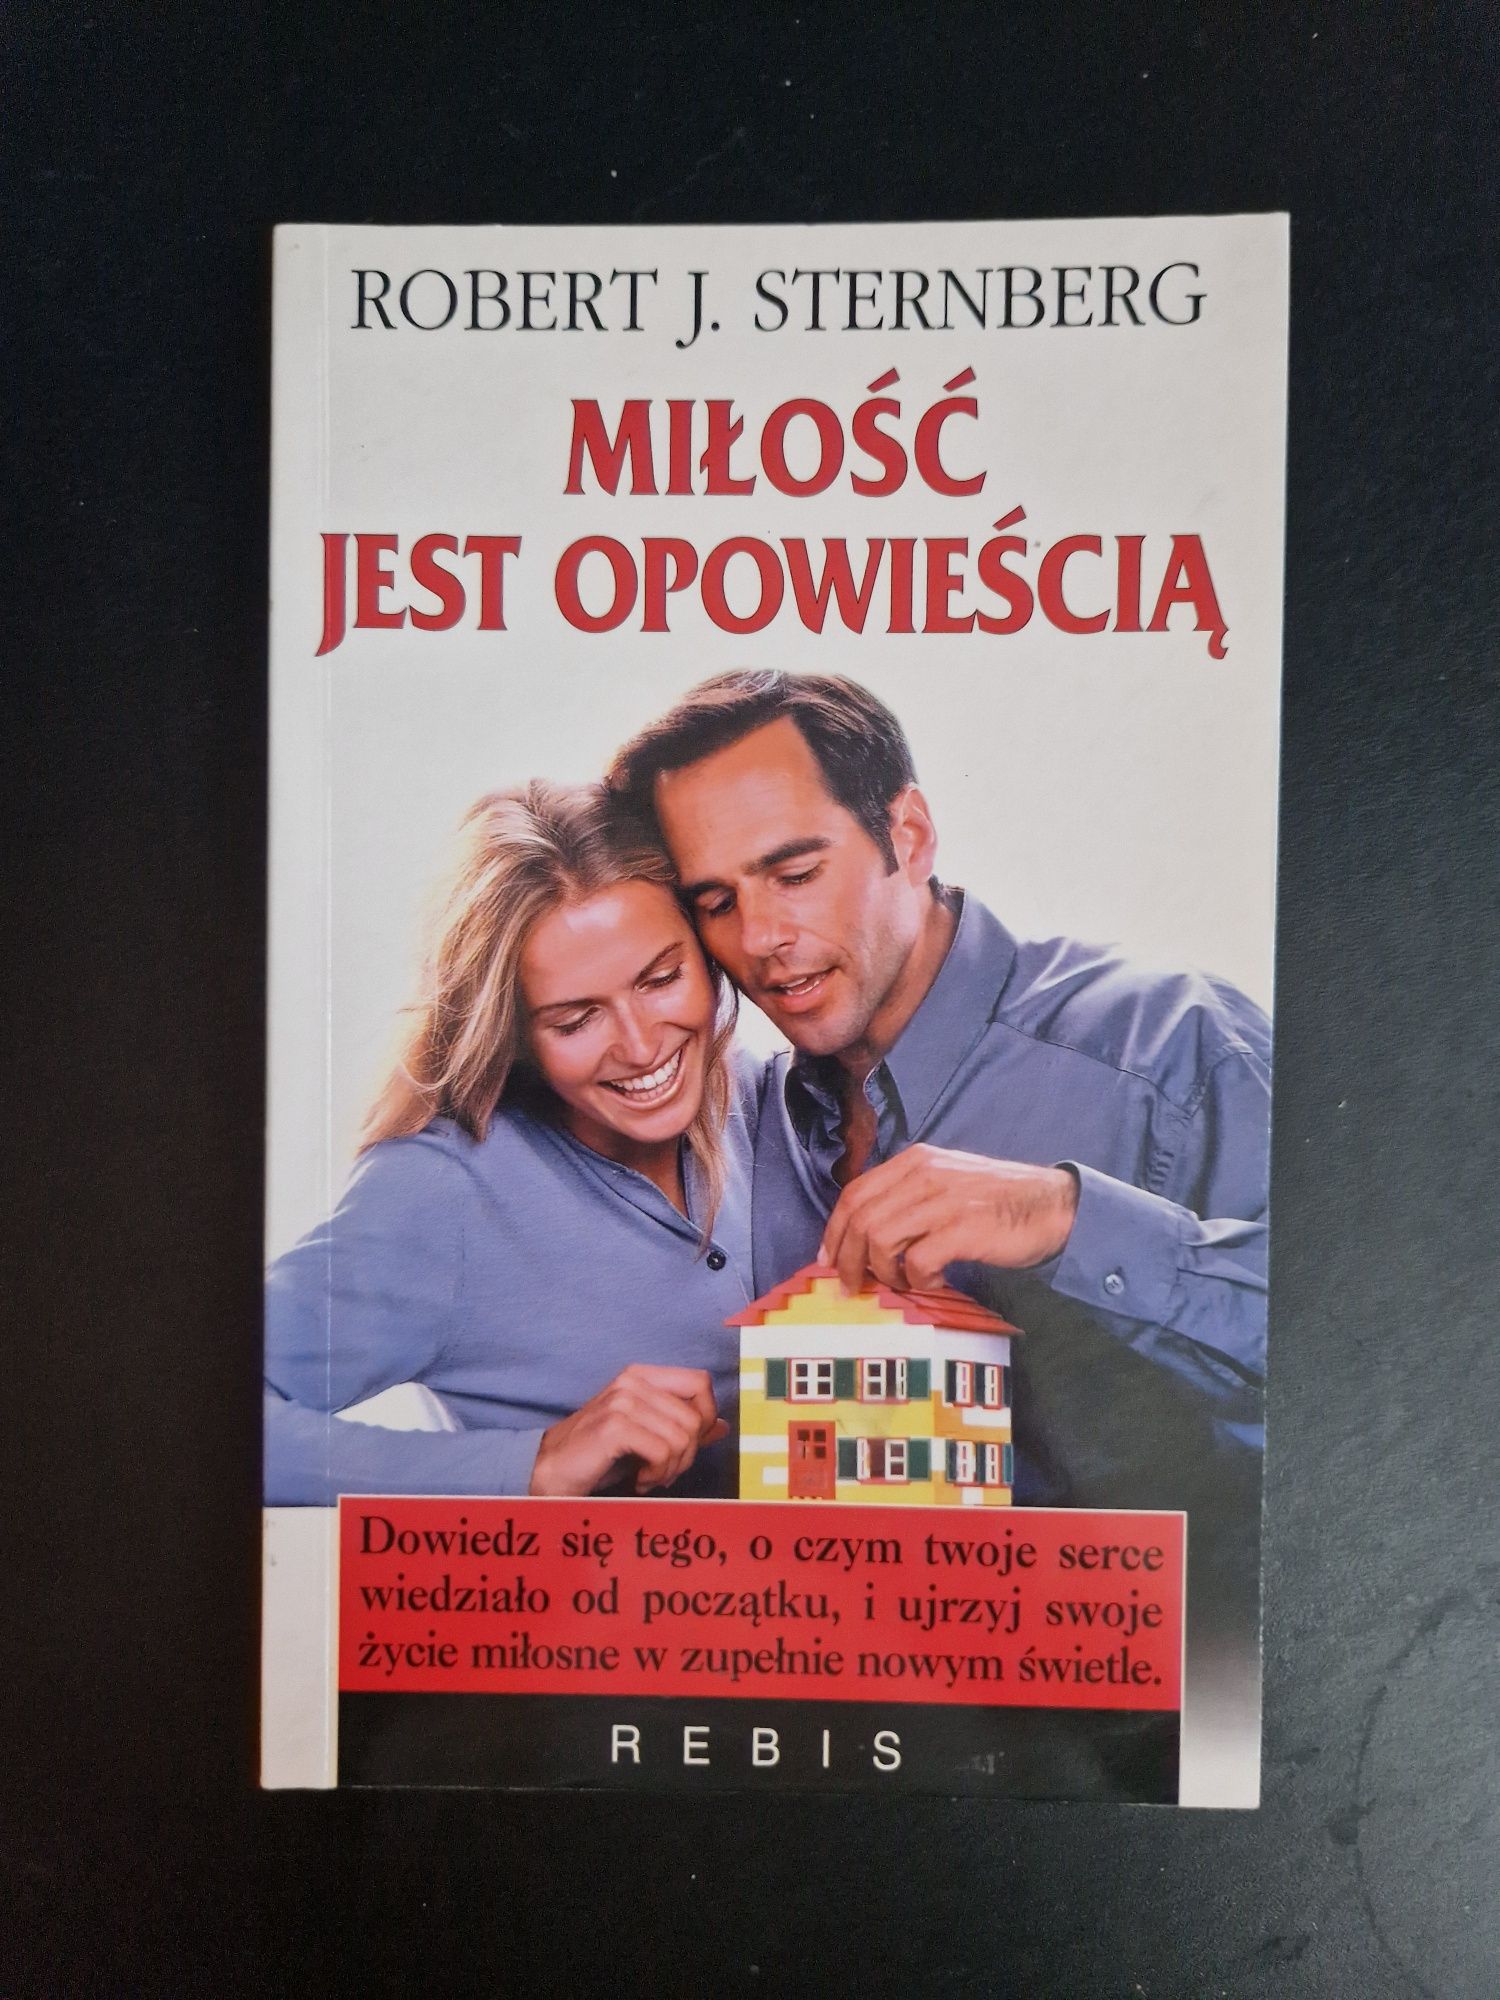 ROBERT J. STERNBERG
MIŁOŚĆ
JEST OPOWIEŚCIĄ
Dowiedz się tego, o czym twoje serce
wiedziało od początku, i ujrzyj swoje
życie miłosne w zupełnie nowym świetle.
REBIS